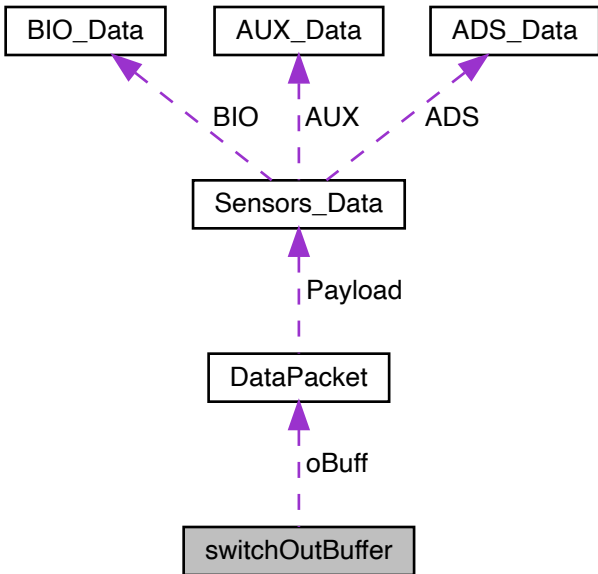 BIO_Data AUX_Data ADS_Data
BIO AUX ADS
Sensors_Data
Payload
DataPacket
oBuff
switchOutBuffer